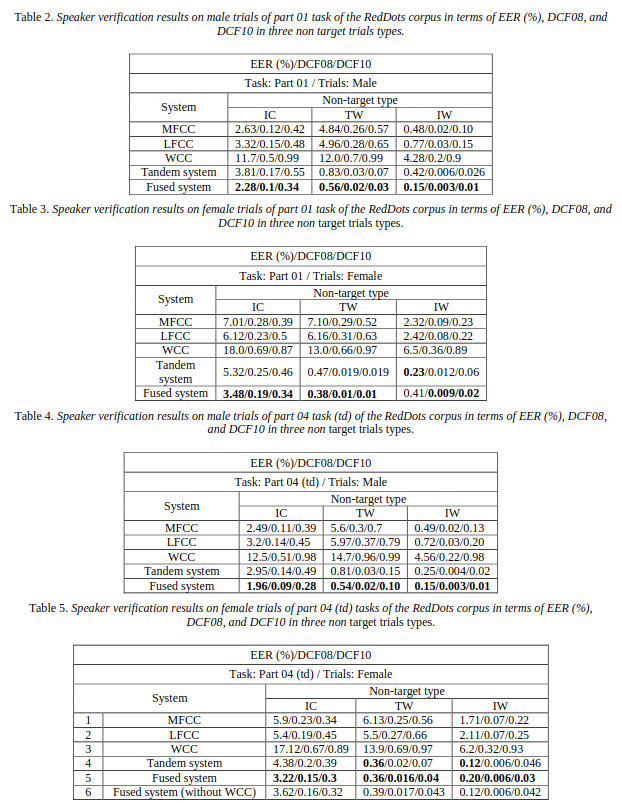 Table 2. Speaker verification results on male trials of part 01 task of the RedDots corpus in terms of EER (%), DCF08, and
DCF10 in three non target trials types.
EER (%)/DCF08/DCF10
Task: Part 01 / Trials: Male
System Non-target type
IC TW IW
MFCC 2.63/0.12/0.42 4.84/0.26/0.57 0.48/0.02/0.10
LFCC 3.32/0.15/0.48 4.96/0.28/0.65 0.77/0.03/0.15
WCC 11.7/0.5/0.99 12.0/0.7/0.99 4.28/0.2/0.9
Tandem system 3.81/0.17/0.55 0.83/0.03/0.07 0.42/0.006/0.026
Fused system 2.28/0.1/0.34 0.56/0.02/0.03 0.15/0.003/0.01
Table 3. Speaker verification results on female trials of part 01 task of the RedDots corpus in terms of EER (%), DCF08, and
DCF10 in three non target trials types.
EER (%)/DCF08/DCF10
Task: Part 01 / Trials: Female
System Non-target type
IC TW IW
MFCC 7.01/0.28/0.39 7.10/0.29/0.52 2.32/0.09/0.23
LFCC 6.12/0.23/0.5 6.16/0.31/0.63 2.42/0.08/0.22
WCC 18.0/0.69/0.87 13.0/0.66/0.97 6.5/0.36/0.89
Tandem
system 5.32/0.25/0.46 0.47/0.019/0.019 0.23/0.012/0.06
Fused system 3.48/0.19/0.34 0.38/0.01/0.01 0.41/0.009/0.02
Table 4. Speaker verification results on male trials of part 04 task (td) of the RedDots corpus in terms of EER (%), DCF08,
and DCF10 in three non target trials types.
EER (%)/DCF08/DCF10
Task: Part 04 (td) / Trials: Male
System Non-target type
IC TW IW
MFCC 2.49/0.11/0.39 5.6/0.3/0.7 0.49/0.02/0.13
LFCC 3.2/0.14/0.45 5.97/0.37/0.79 0.72/0.03/0.20
WCC 12.5/0.51/0.98 14.7/0.96/0.99 4.56/0.22/0.98
Tandem system 2.95/0.14/0.49 0.81/0.03/0.15 0.25/0.004/0.02
Fused system 1.96/0.09/0.28 0.54/0.02/0.10 0.15/0.003/0.01
Table 5. Speaker verification results on female trials of part 04 (td) tasks of the RedDots corpus in terms of EER (%),
DCF08, and DCF10 in three non target trials types.
EER (%)/DCF08/DCF10
Task: Part 04 (td) / Trials: Female
System Non-target type
IC TW IW
1 MFCC 5.9/0.23/0.34 6.13/0.25/0.56 1.71/0.07/0.22
2 LFCC 5.4/0.19/0.45 5.5/0.27/0.66 2.11/0.07/0.25
3 WCC 17.12/0.67/0.89 13.9/0.69/0.97 6.2/0.32/0.93
4 Tandem system 4.38/0.2/0.39 0.36/0.02/0.07 0.12/0.006/0.046
5 Fused system 3.22/0.15/0.3 0.36/0.016/0.04 0.20/0.006/0.03
6 Fused system (without WCC) 3.62/0.16/0.32 0.39/0.017/0.043 0.12/0.006/0.042